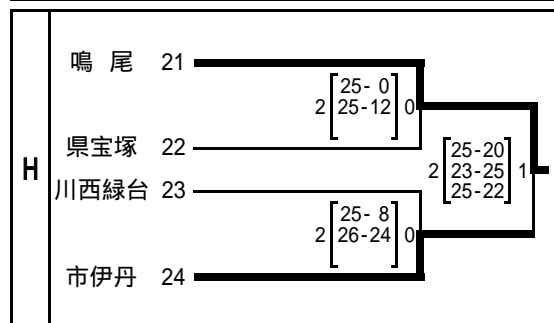 H
鳴 尾 21
2 [25- 0 25-12] 0
県宝塚 22
2 [25-20 23-25 25-22] 1
川西緑台 23
2 [25- 8 26-24] 0
市伊丹 24